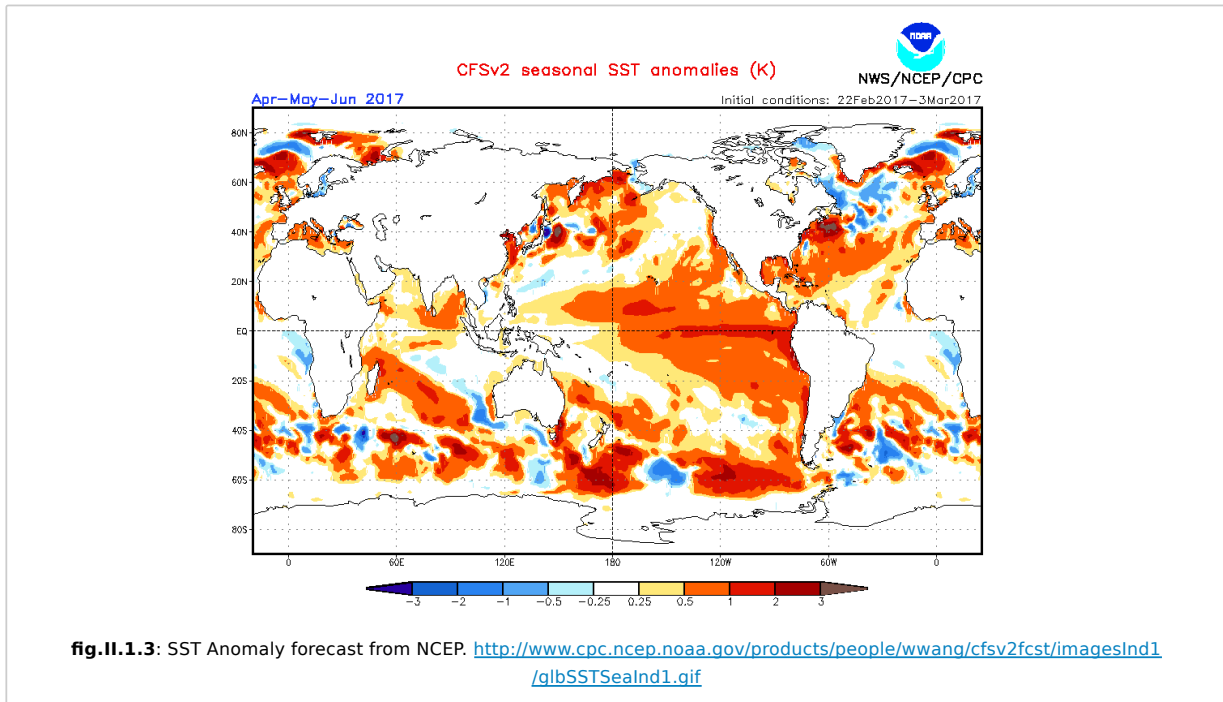 NOAA
CFSv2 seasonal SST anomalies (K)
NWS/NCEP/CPC
Apr-May-Jun 2017
Initial conditions: 22Feb2017-3Mar2017
80N
60N
40N
20N
EQ
20S
40S
60S
80S
0 60E 120E 180 120W 60W 0
-3 -2 -1 -0.5 -0.25 0.25 0.5 1 2 3
fig.II.1.3: SST Anomaly forecast from NCEP. http://www.cpc.ncep.noaa.gov/products/people/wwang/cfsv2fcst/imagesInd1
/glbSSTSeaInd1.gif